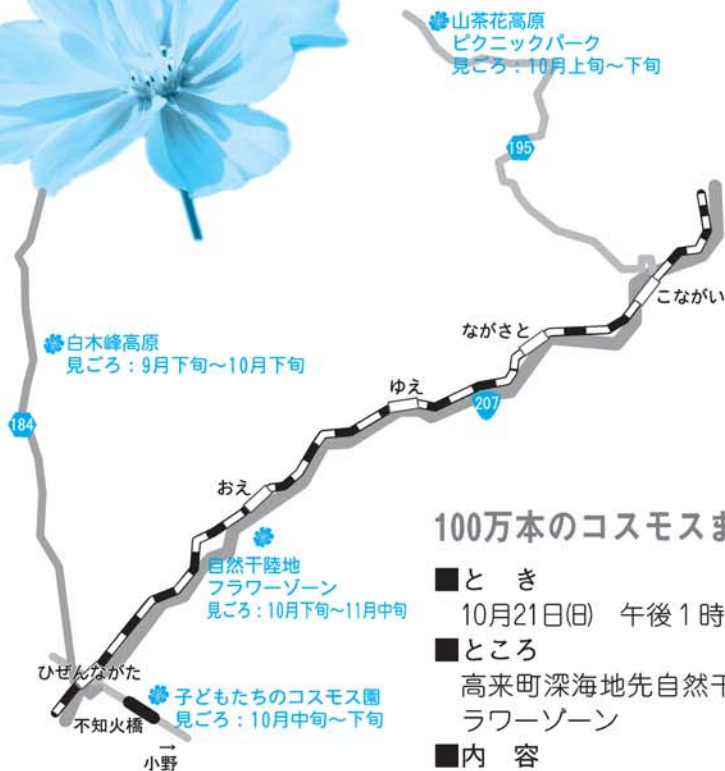 山茶花高原
ピクニックパーク
見ごろ：10月上旬～下旬
195
こながい
ながさと
白木峰高原
見ごろ：9月下旬～10月下旬
ゆえ
207
184
おえ
自然干陸地
フラワーゾーン
見ごろ：10月下旬～11月中旬
ひぜんながた
子どもたちのコスモス園
見ごろ：10月中旬～下旬
不知火橋
→
小野
100万本のコスモスま
■と　き
10月21日(日)　午後1時
■ところ
高来町深海地先自然干
ラワーゾーン
■内　容